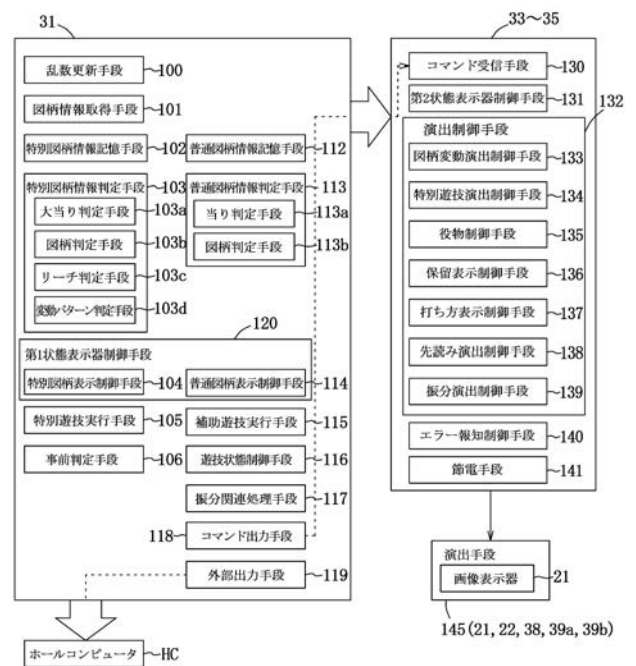 31
乱数更新手段 100
図柄情報取得手段 101
特別図柄情報記憶手段 102 普通図柄情報記憶手段 112
特別図柄情報判定手段 103 普通図柄情報判定手段 113
大当り判定手段 103a 当り判定手段 113a
図柄判定手段 103b 図柄判定手段 113b
リーチ判定手段 103c
変動パターン判定手段 103d
120
第1状態表示器制御手段
特別図柄表示制御手段 104 普通図柄表示制御手段 114
特別遊技実行手段 105 補助遊技実行手段 115
事前判定手段 106 遊技状態制御手段 116
振分関連処理手段 117
118 コマンド出力手段
外部出力手段 119
ホールコンピュータ HC
33～35
コマンド受信手段 130
第2状態表示器制御手段 131
132
演出制御手段
図柄変動演出制御手段 133
特別遊技演出制御手段 134
役物制御手段 135
保留表示制御手段 136
打ち方表示制御手段 137
先読み演出制御手段 138
振分演出制御手段 139
エラー報知制御手段 140
節電手段 141
演出手段
画像表示器 21
145(21, 22, 38, 39a, 39b)